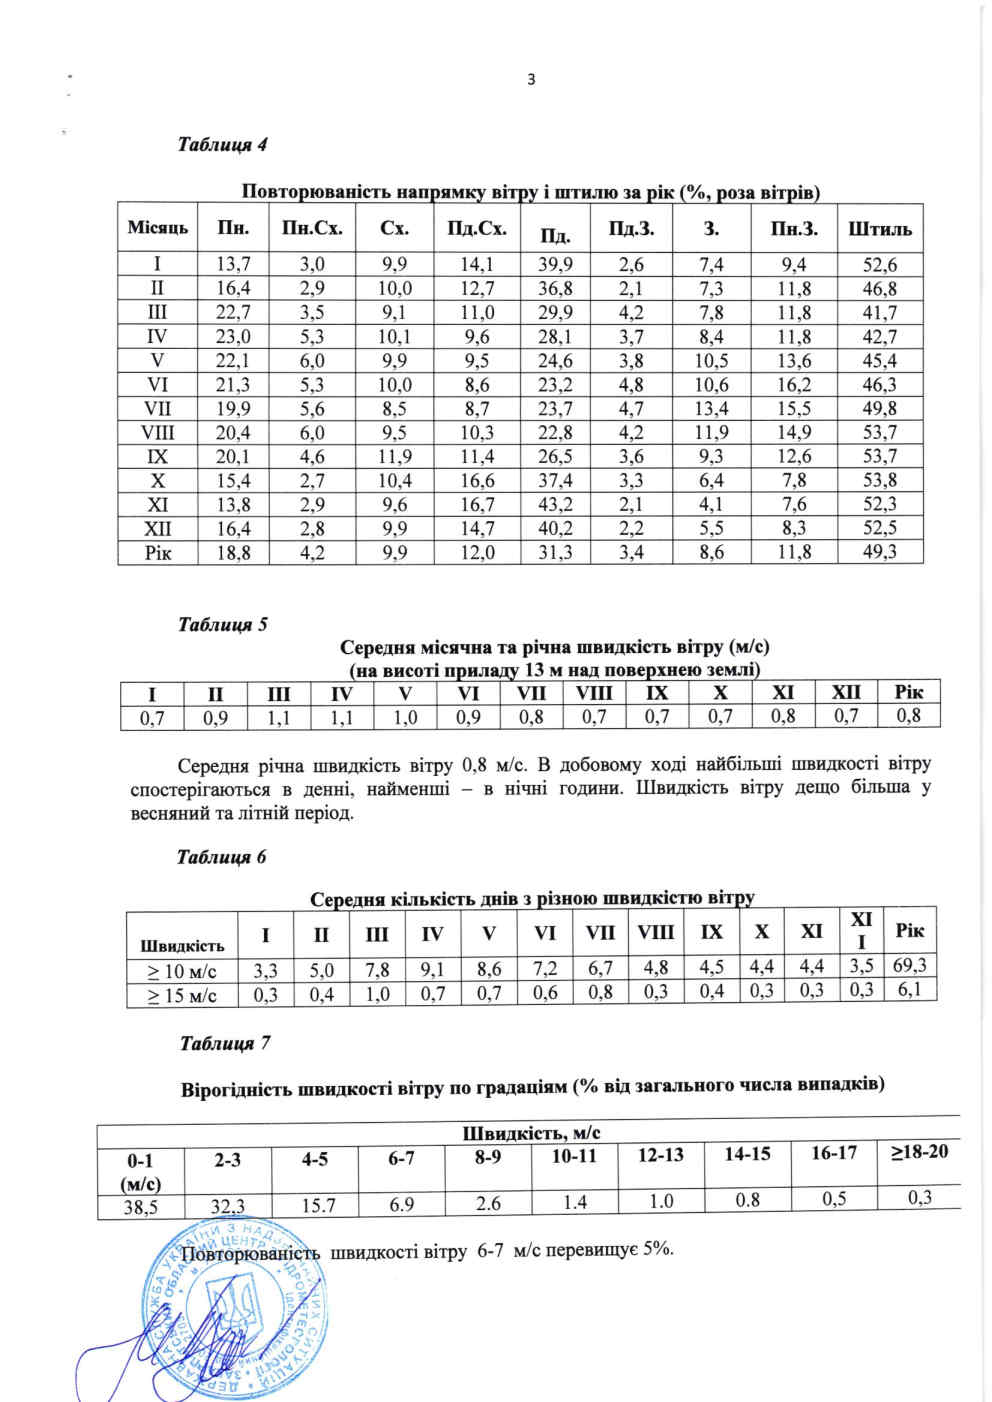 3
Таблиця 4
Повторюваність напрямку вітру і штилю за рік (%, роза вітрів)
Місяць Пн. Пн.Сх. Сх. Пд.Сх. Пд. Пд.З. З. Пн.З. Штиль
I 13,7 3,0 9,9 14,1 39,9 2,6 7,4 9,4 52,6
II 16,4 2,9 10,0 12,7 36,8 2,1 7,3 11,8 46,8
III 22,7 3,5 9,1 11,0 29,9 4,2 7,8 11,8 41,7
IV 23,0 5,3 10,1 9,6 28,1 3,7 8,4 11,8 42,7
V 22,1 6,0 9,9 9,5 24,6 3,8 10,5 13,6 45,4
VI 21,3 5,3 10,0 8,6 23,2 4,8 10,6 16,2 46,3
VII 19,9 5,6 8,5 8,7 23,7 4,7 13,4 15,5 49,8
VIII 20,4 6,0 9,5 10,3 22,8 4,2 11,9 14,9 53,7
IX 20,1 4,6 11,9 11,4 26,5 3,6 9,3 12,6 53,7
X 15,4 2,7 10,4 16,6 37,4 3,3 6,4 7,8 53,8
XI 13,8 2,9 9,6 16,7 43,2 2,1 4,1 7,6 52,3
XII 16,4 2,8 9,9 14,7 40,2 2,2 5,5 8,3 52,5
Рік 18,8 4,2 9,9 12,0 31,3 3,4 8,6 11,8 49,3
Таблиця 5
Середня місячна та річна швидкість вітру (м/с)
(на висоті приладу 13 м над поверхнею землі)
I II III IV V VI VII VIII IX X XI XII Рік
0,7 0,9 1,1 1,1 1,0 0,9 0,8 0,7 0,7 0,7 0,8 0,7 0,8
Середня річна швидкість вітру 0,8 м/с. В добовому ході найбільші швидкості вітру
спостерігаються в денні, найменші – в нічні години. Швидкість вітру дещо більша у
весняний та літній період.
Таблиця 6
Середня кількість днів з різною швидкістю вітру
Швидкість I II III IV V VI VII VIII IX X XI XII Рік
≥ 10 м/с 3,3 5,0 7,8 9,1 8,6 7,2 6,7 4,8 4,5 4,4 4,4 3,5 69,3
≥ 15 м/с 0,3 0,4 1,0 0,7 0,7 0,6 0,8 0,3 0,4 0,3 0,3 0,3 6,1
Таблиця 7
Вірогідність швидкості вітру по градаціям (% від загального числа випадків)
Швидкість, м/с
0-1 2-3 4-5 6-7 8-9 10-11 12-13 14-15 16-17 ≥18-20
(м/с)
38,5 32,3 15.7 6.9 2.6 1.4 1.0 0.8 0,5 0,3
Повторюваність швидкості вітру 6-7 м/с перевищує 5%.